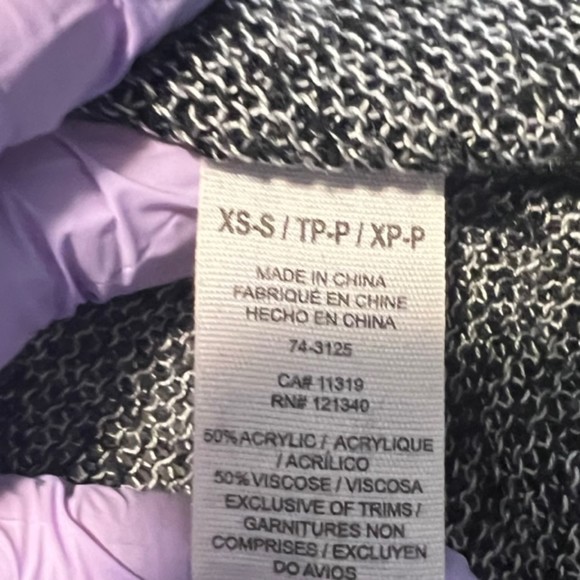 XS-S / TP-P / XP-P
MADE IN CHINA
FABRIQUÉ EN CHINE
HECHO EN CHINA
74-3125
CA# 11319
RN# 121340
50% ACRYLIC / ACRYLIQUE
/ ACRÍLICO
50% VISCOSE / VISCOSA
EXCLUSIVE OF TRIMS /
GARNITURES NON
COMPRISES / EXCLUYEN
DO AVIOS